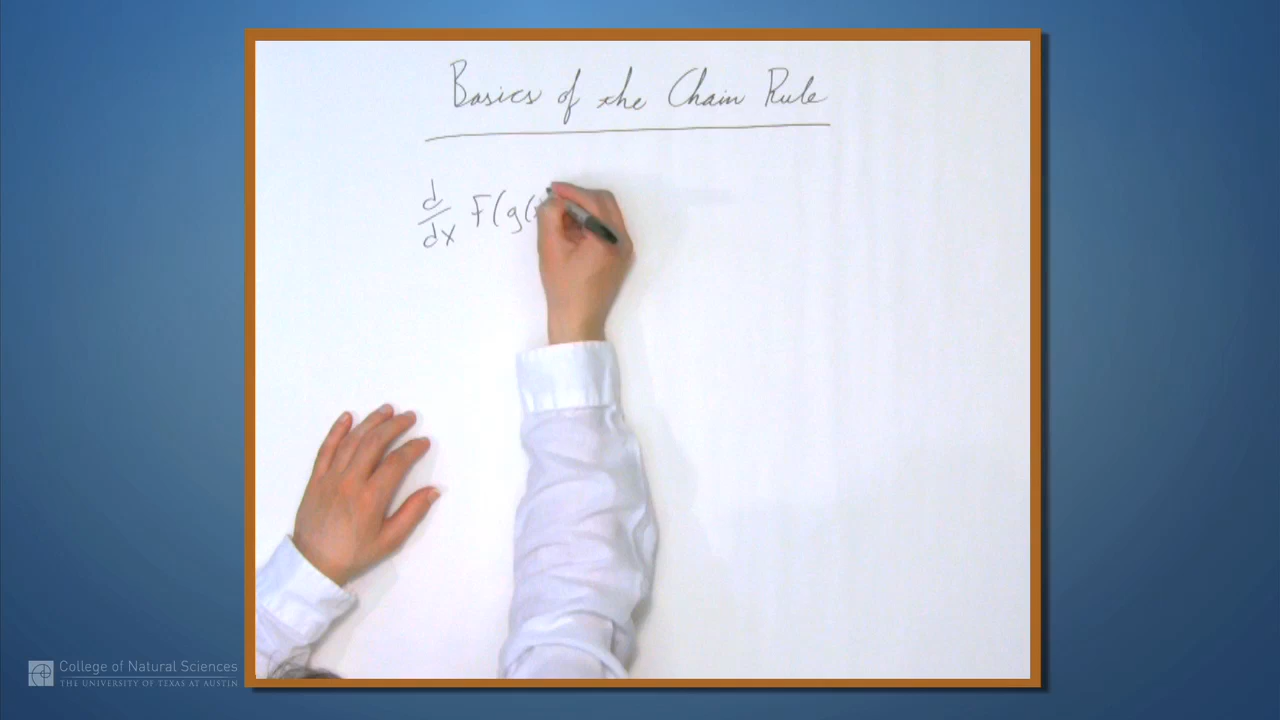 Basics of the Chain Rule
d/dx F(g(x
College of Natural Sciences
THE UNIVERSITY OF TEXAS AT AUSTIN